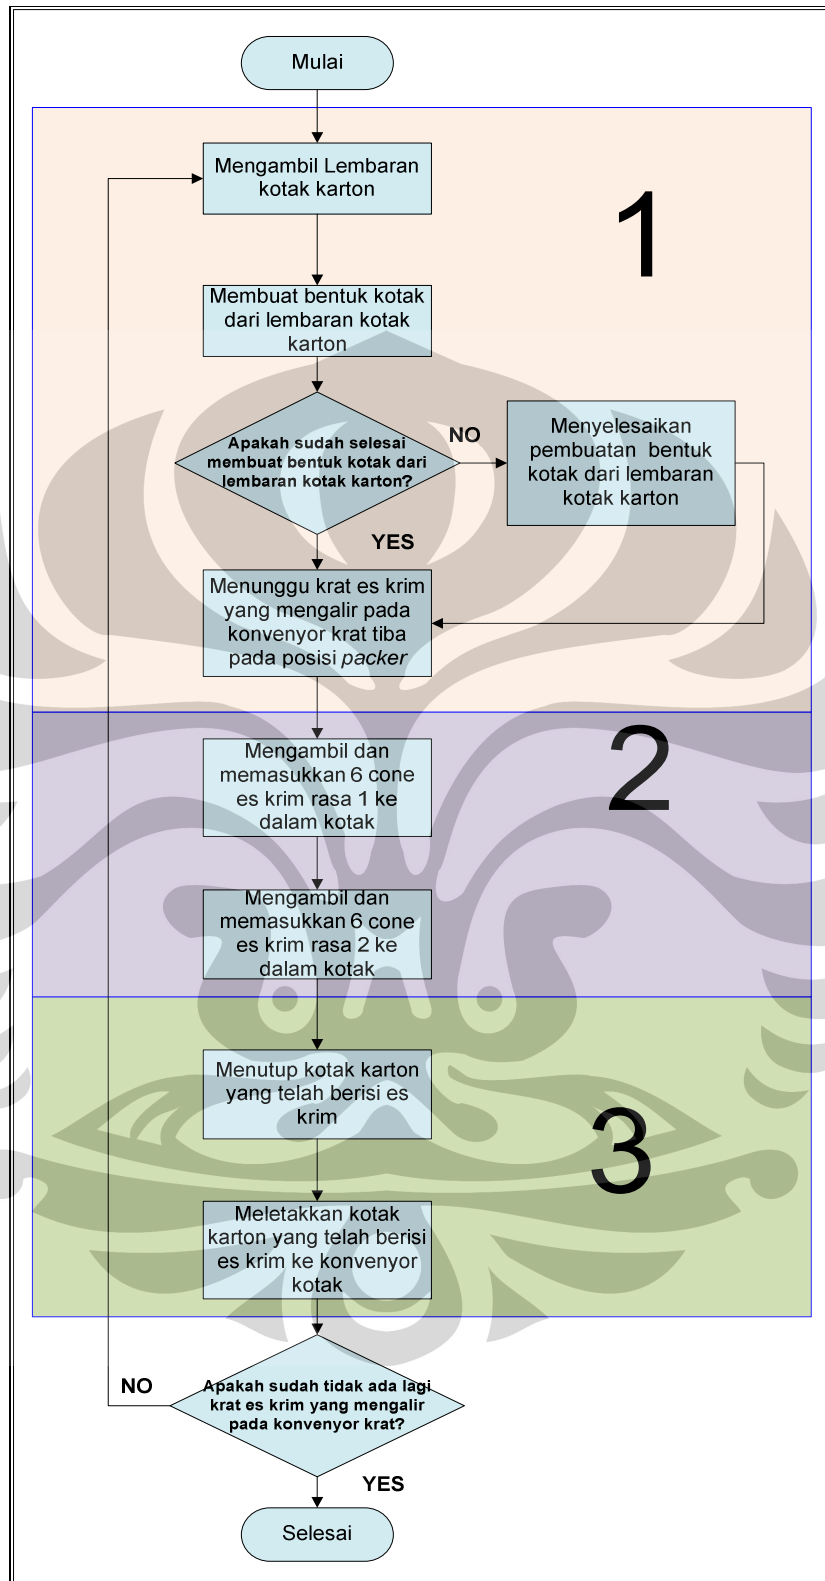 Mulai
Mengambil Lembaran
kotak karton
1
Membuat bentuk kotak
dari lembaran kotak
karton
Apakah sudah selesai
membuat bentuk kotak dari
lembaran kotak karton?
NO
Menyelesaikan
pembuatan bentuk
kotak dari lembaran
kotak karton
YES
Menunggu krat es krim
yang mengalir pada
konvenyor krat tiba
pada posisi packer
2
Mengambil dan
memasukkan 6 cone
es krim rasa 1 ke
dalam kotak
Mengambil dan
memasukkan 6 cone
es krim rasa 2 ke
dalam kotak
3
Menutup kotak karton
yang telah berisi es
krim
Meletakkan kotak
karton yang telah berisi
es krim ke konvenyor
kotak
NO
Apakah sudah tidak ada lagi
krat es krim yang mengalir
pada konvenyor krat?
YES
Selesai